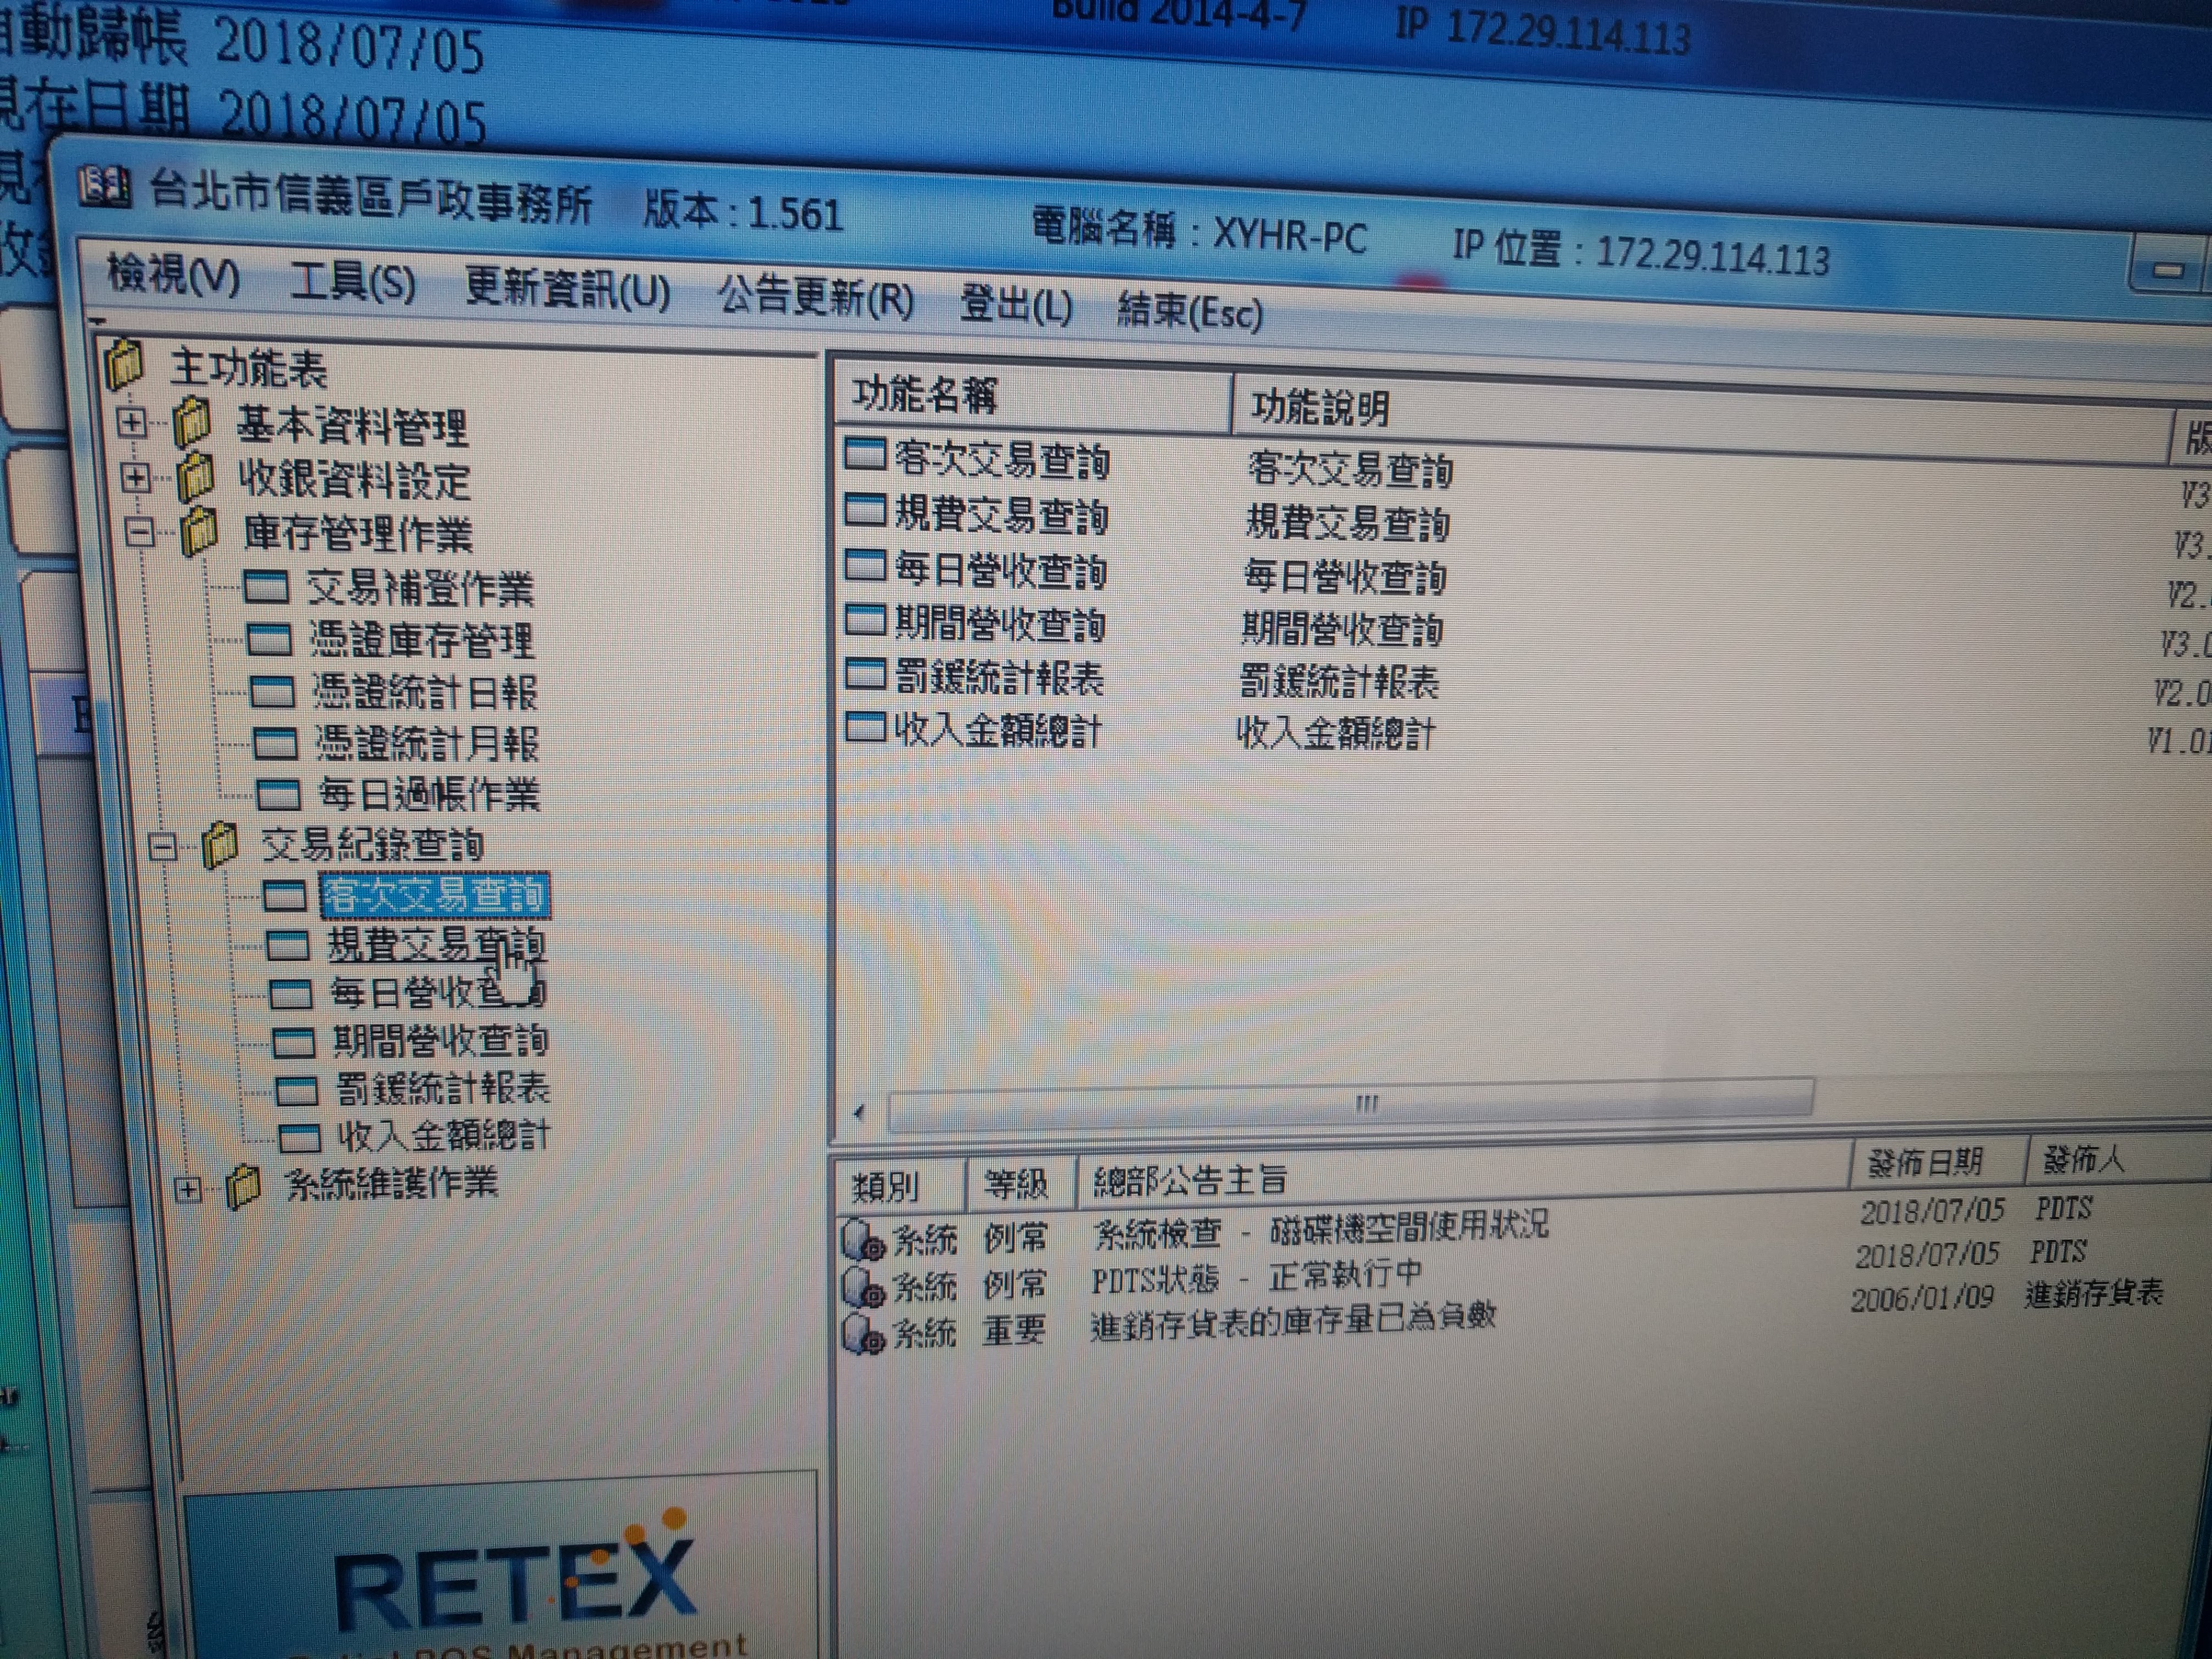 自動歸帳 2018/07/05
現在日期 2018/07/05
Build 2014-4-7 IP 172.29.114.113
台北市信義區戶政事務所 版本 : 1.561 電腦名稱 : XYHR-PC IP 位置 : 172.29.114.113
檢視(V) 工具(S) 更新資訊(U) 公告更新(R) 登出(L) 結束(Esc)
主功能表
基本資料管理
收銀資料設定
庫存管理作業
交易補登作業
憑證庫存管理
憑證統計日報
憑證統計月報
每日過帳作業
交易紀錄查詢
客次交易查詢
規費交易查詢
每日營收查詢
期間營收查詢
罰鍰統計報表
收入金額總計
系統維護作業
功能名稱 功能說明 版
客次交易查詢 客次交易查詢 V3
規費交易查詢 規費交易查詢 V3.
每日營收查詢 每日營收查詢 V2.
期間營收查詢 期間營收查詢 V3.0
罰鍰統計報表 罰鍰統計報表 V2.0
收入金額總計 收入金額總計 V1.01
類別 等級 總部公告主旨 發佈日期 發佈人
系統 例常 系統檢查 - 磁碟機空間使用狀況 2018/07/05 PDTS
系統 例常 PDTS狀態 - 正常執行中 2018/07/05 PDTS
系統 重要 進銷存貨表的庫存量已為負數 2006/01/09 進銷存貨表
RETEX
POS Management